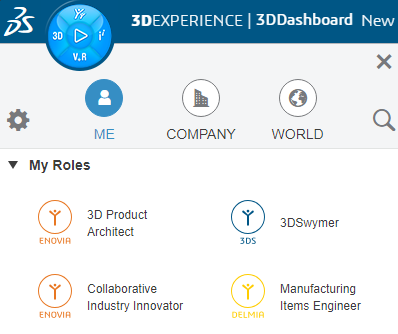 3DEXPERIENCE | 3DDashboard New
3D
V.R
ME COMPANY WORLD
My Roles
3D Product
Architect
ENOVIA
3DSwymer
3DS
Collaborative
Industry Innovator
ENOVIA
Manufacturing
Items Engineer
DELMIA